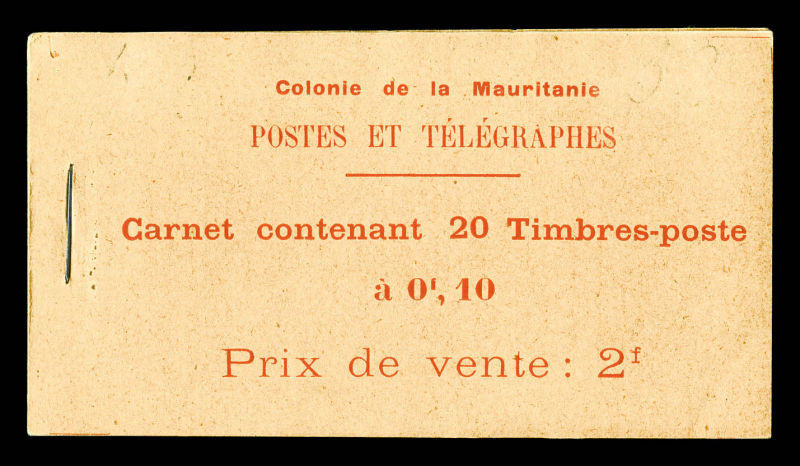 Colonie de la Mauritanie
POSTES ET TÉLÉGRAPHES
Carnet contenant 20 Timbres-poste
à 0ᶠ, 10
Prix de vente : 2ᶠ